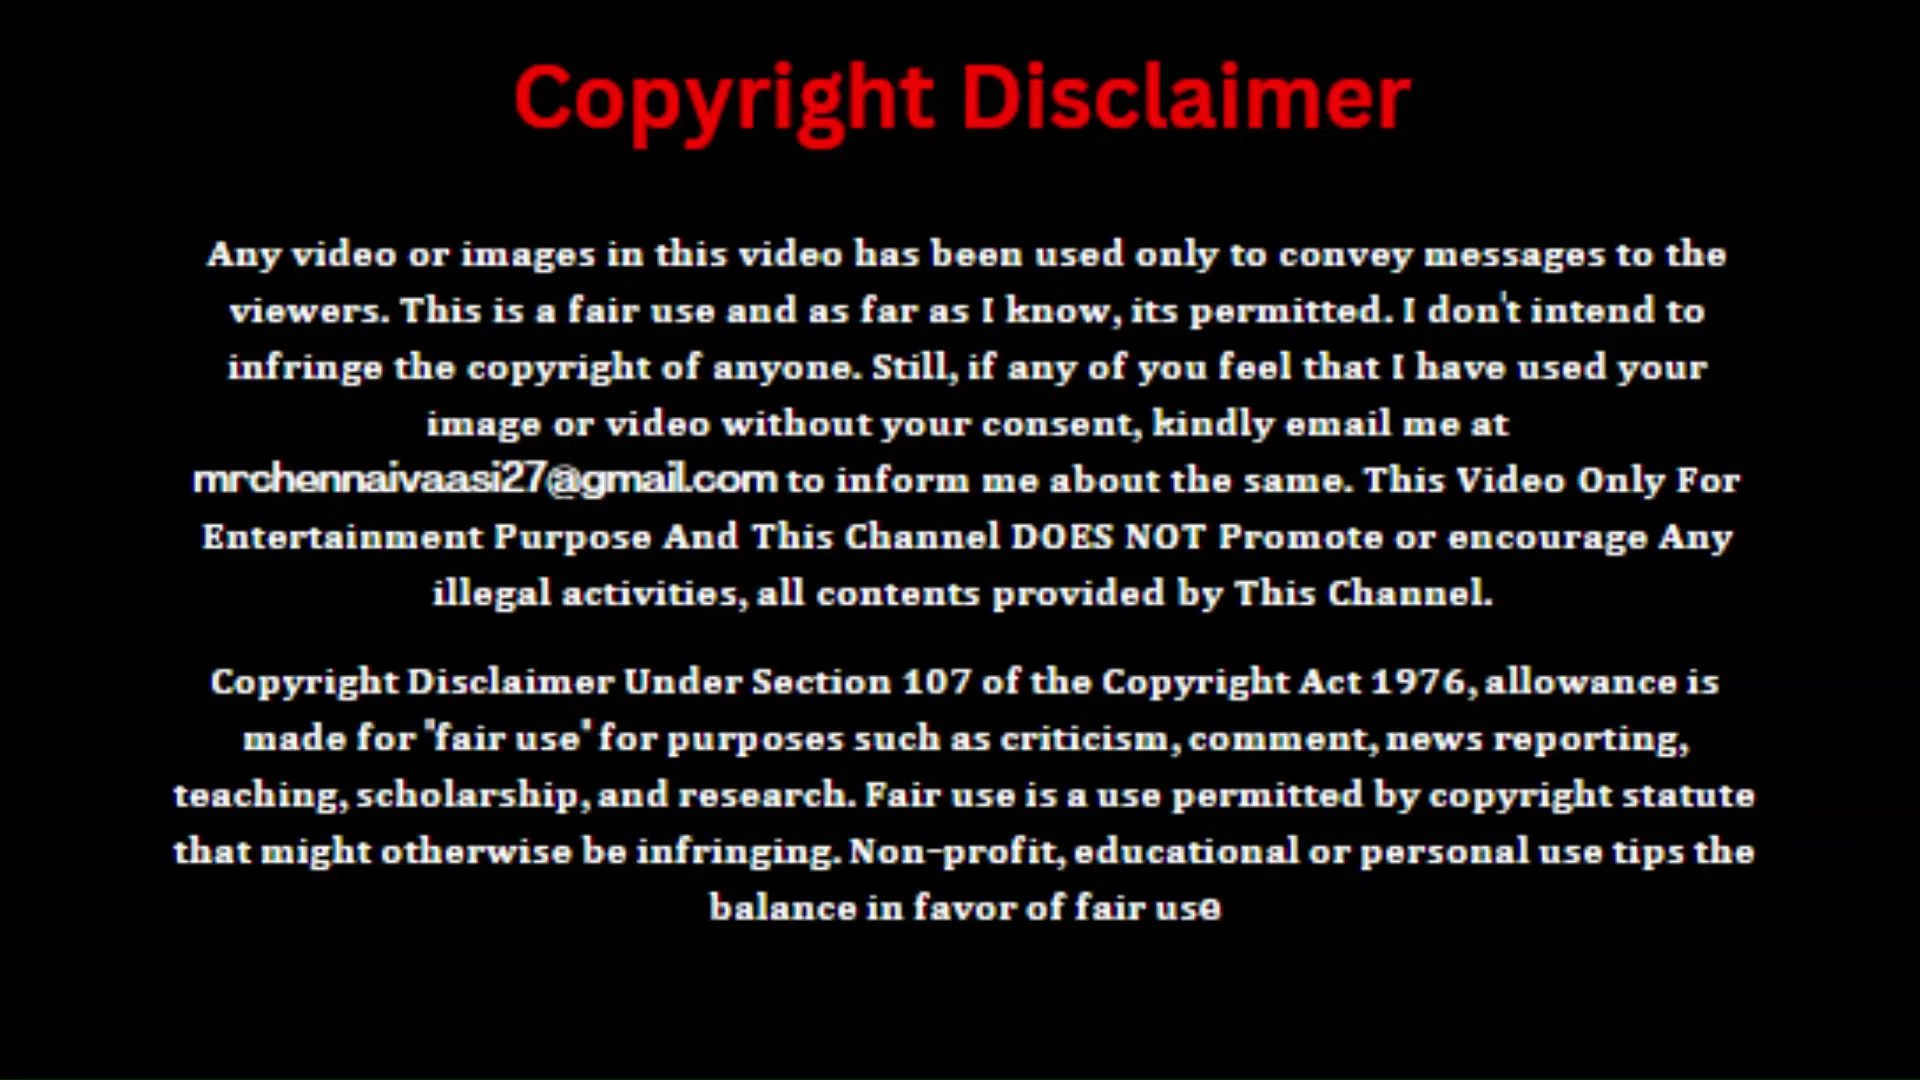 Copyright Disclaimer
Any video or images in this video has been used only to convey messages to the
viewers. This is a fair use and as far as I know, its permitted. I don't intend to
infringe the copyright of anyone. Still, if any of you feel that I have used your
image or video without your consent, kindly email me at
mrchennaivaasi27@gmail.com to inform me about the same. This Video Only For
Entertainment Purpose And This Channel DOES NOT Promote or encourage Any
illegal activities, all contents provided by This Channel.
Copyright Disclaimer Under Section 107 of the Copyright Act 1976, allowance is
made for "fair use" for purposes such as criticism, comment, news reporting,
teaching, scholarship, and research. Fair use is a use permitted by copyright statute
that might otherwise be infringing. Non-profit, educational or personal use tips the
balance in favor of fair use